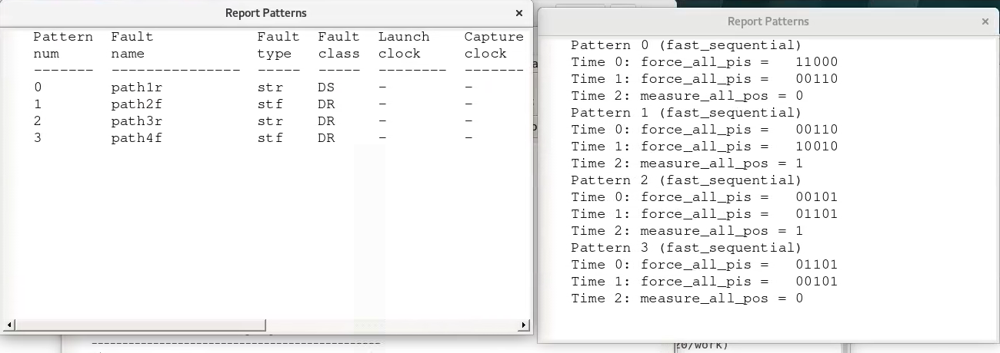 Report Patterns
Pattern Fault Fault Fault Launch Capture
num name type class clock clock
------- --------------- ----- ----- -------- -------
0 path1r str DS - -
1 path2f stf DR - -
2 path3r str DR - -
3 path4f stf DR - -
Report Patterns
Pattern 0 (fast_sequential)
Time 0: force_all_pis = 11000
Time 1: force_all_pis = 00110
Time 2: measure_all_pos = 0
Pattern 1 (fast_sequential)
Time 0: force_all_pis = 00110
Time 1: force_all_pis = 10010
Time 2: measure_all_pos = 1
Pattern 2 (fast_sequential)
Time 0: force_all_pis = 00101
Time 1: force_all_pis = 01101
Time 2: measure_all_pos = 1
Pattern 3 (fast_sequential)
Time 0: force_all_pis = 01101
Time 1: force_all_pis = 00101
Time 2: measure_all_pos = 0
20/work)